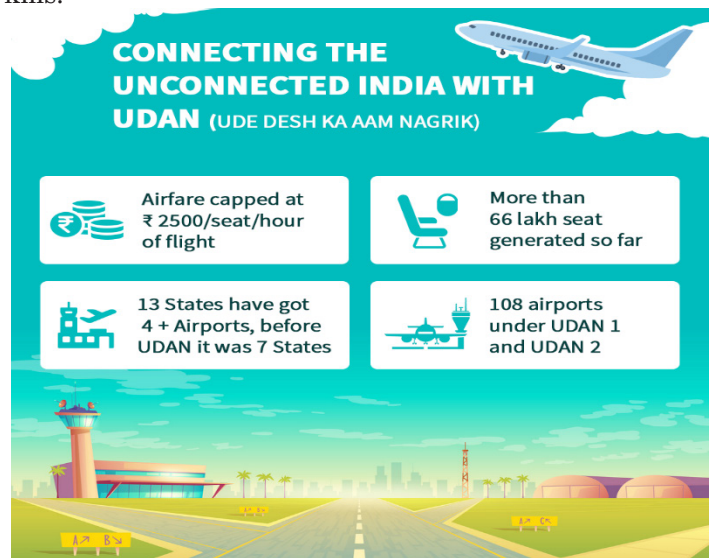 kms.
CONNECTING THE
UNCONNECTED INDIA WITH
UDAN (UDE DESH KA AAM NAGRIK)
Airfare capped at
₹ 2500/seat/hour
of flight
More than
66 lakh seat
generated so far
13 States have got
4 + Airports, before
UDAN it was 7 States
108 airports
under UDAN 1
and UDAN 2
A↗ B↘